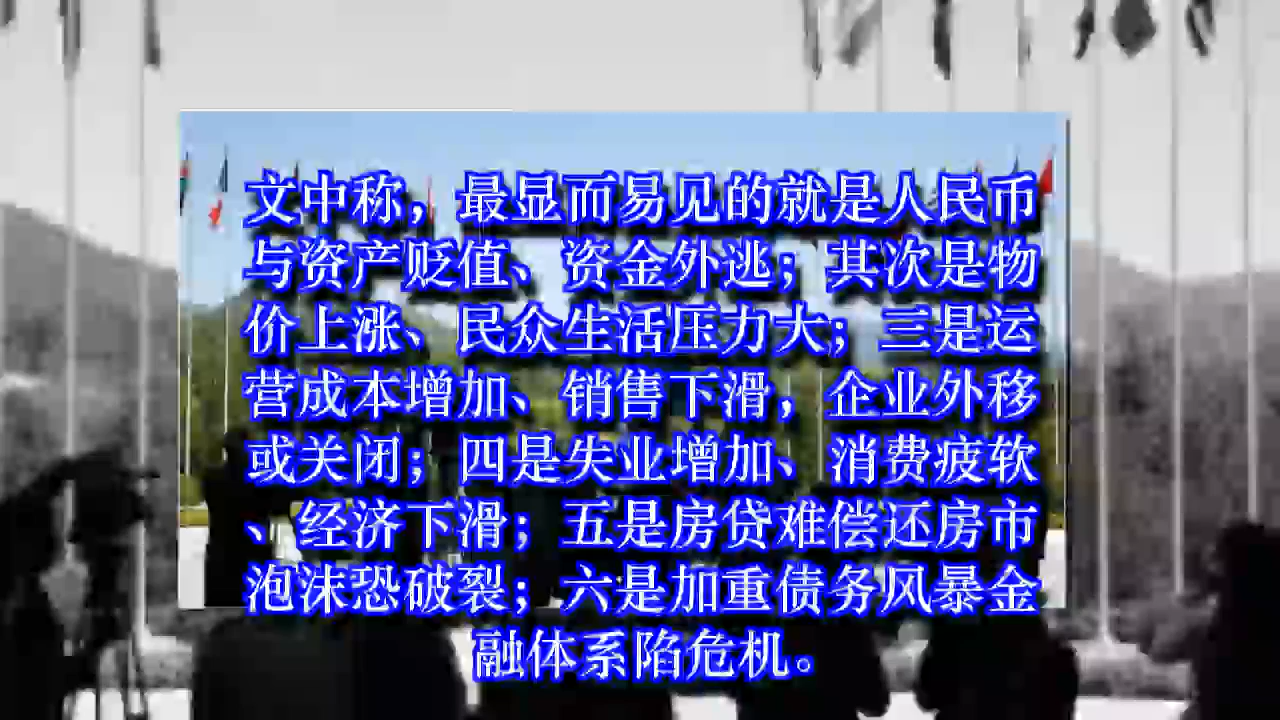 文中称，最显而易见的就是人民币
与资产贬值、资金外逃；其次是物
价上涨、民众生活压力大；三是运
营成本增加、销售下滑，企业外移
或关闭；四是失业增加、消费疲软
、经济下滑；五是房贷难偿还房市
泡沫恐破裂；六是加重债务风暴金
融体系陷危机。